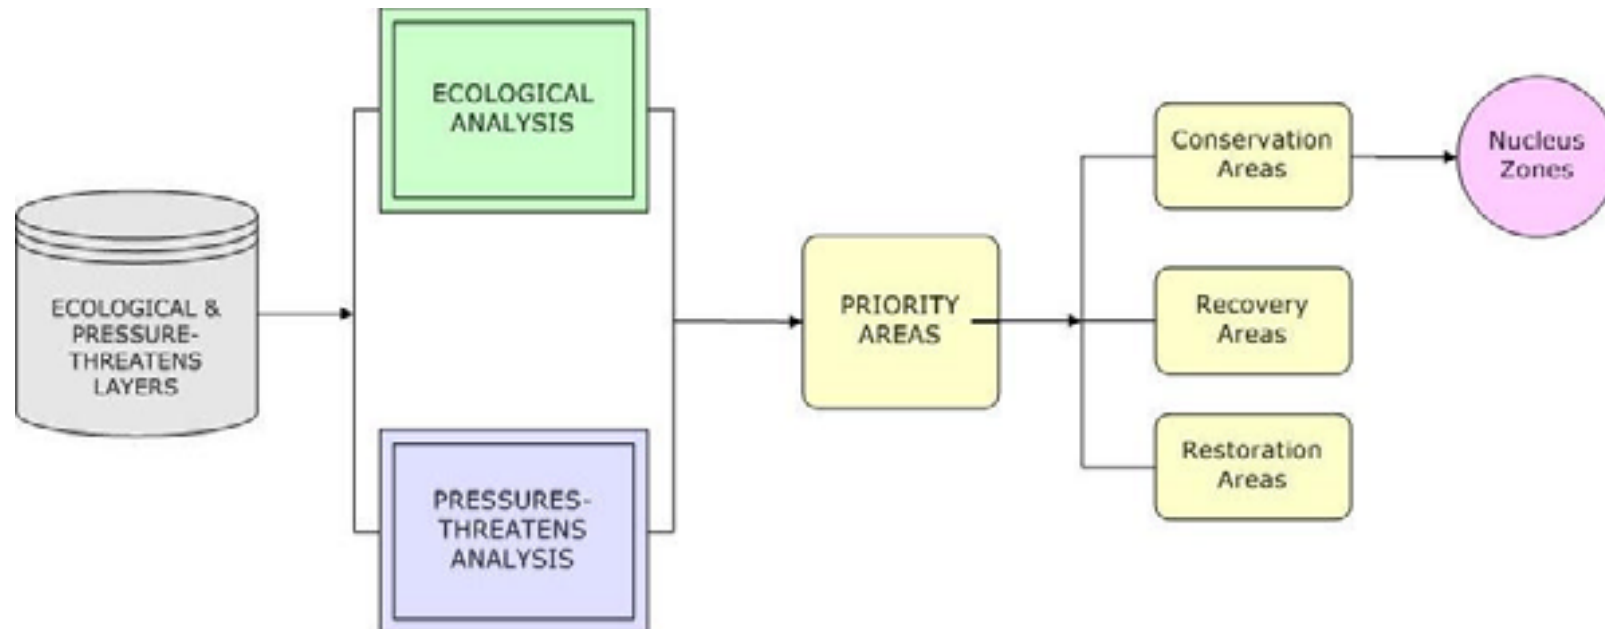 ECOLOGICAL &
PRESSURE-
THREATENS
LAYERS
ECOLOGICAL
ANALYSIS
PRESSURES-
THREATENS
ANALYSIS
PRIORITY
AREAS
Conservation
Areas
Recovery
Areas
Restoration
Areas
Nucleus
Zones